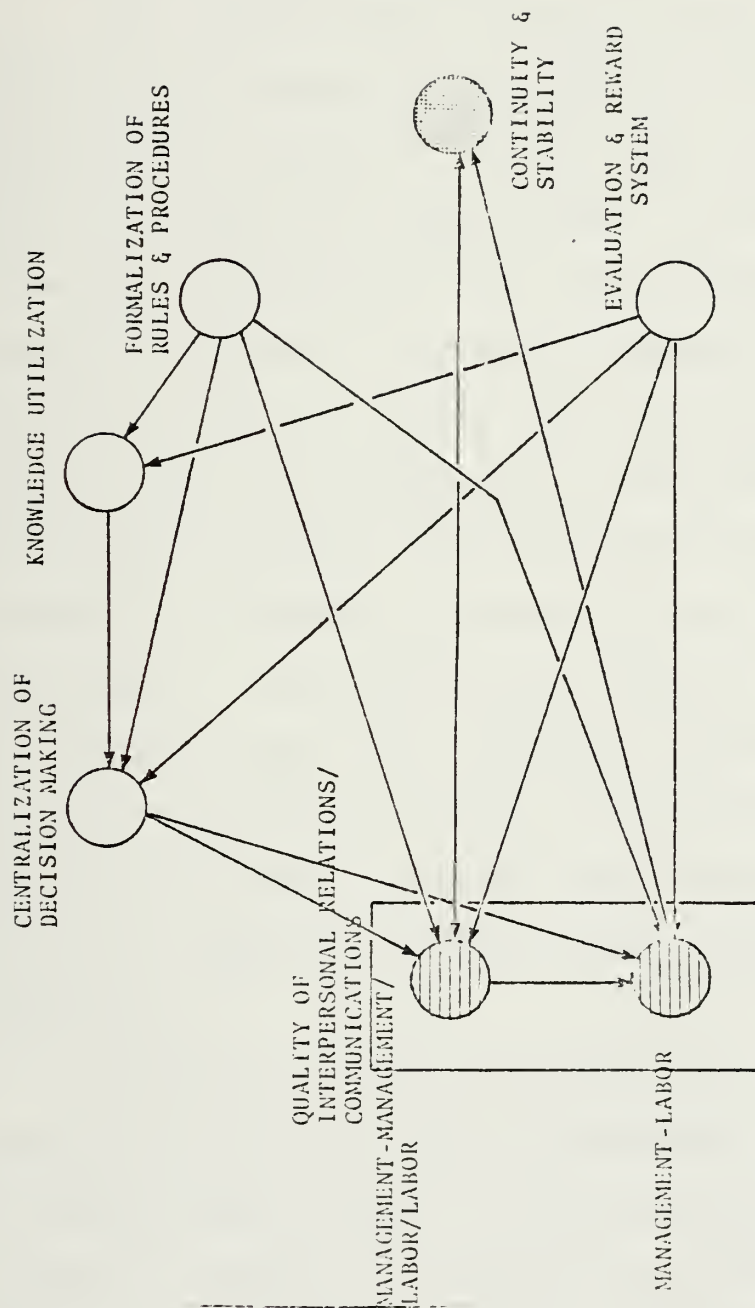 CENTRALIZATION OF
DECISION MAKING
KNOWLEDGE UTILIZATION
FORMALIZATION OF
RULES & PROCEDURES
QUALITY OF
INTERPERSONAL RELATIONS/
COMMUNICATIONS
MANAGEMENT-MANAGEMENT/
LABOR/LABOR
CONTINUITY &
STABILITY
MANAGEMENT-LABOR
EVALUATION & REWARD
SYSTEM